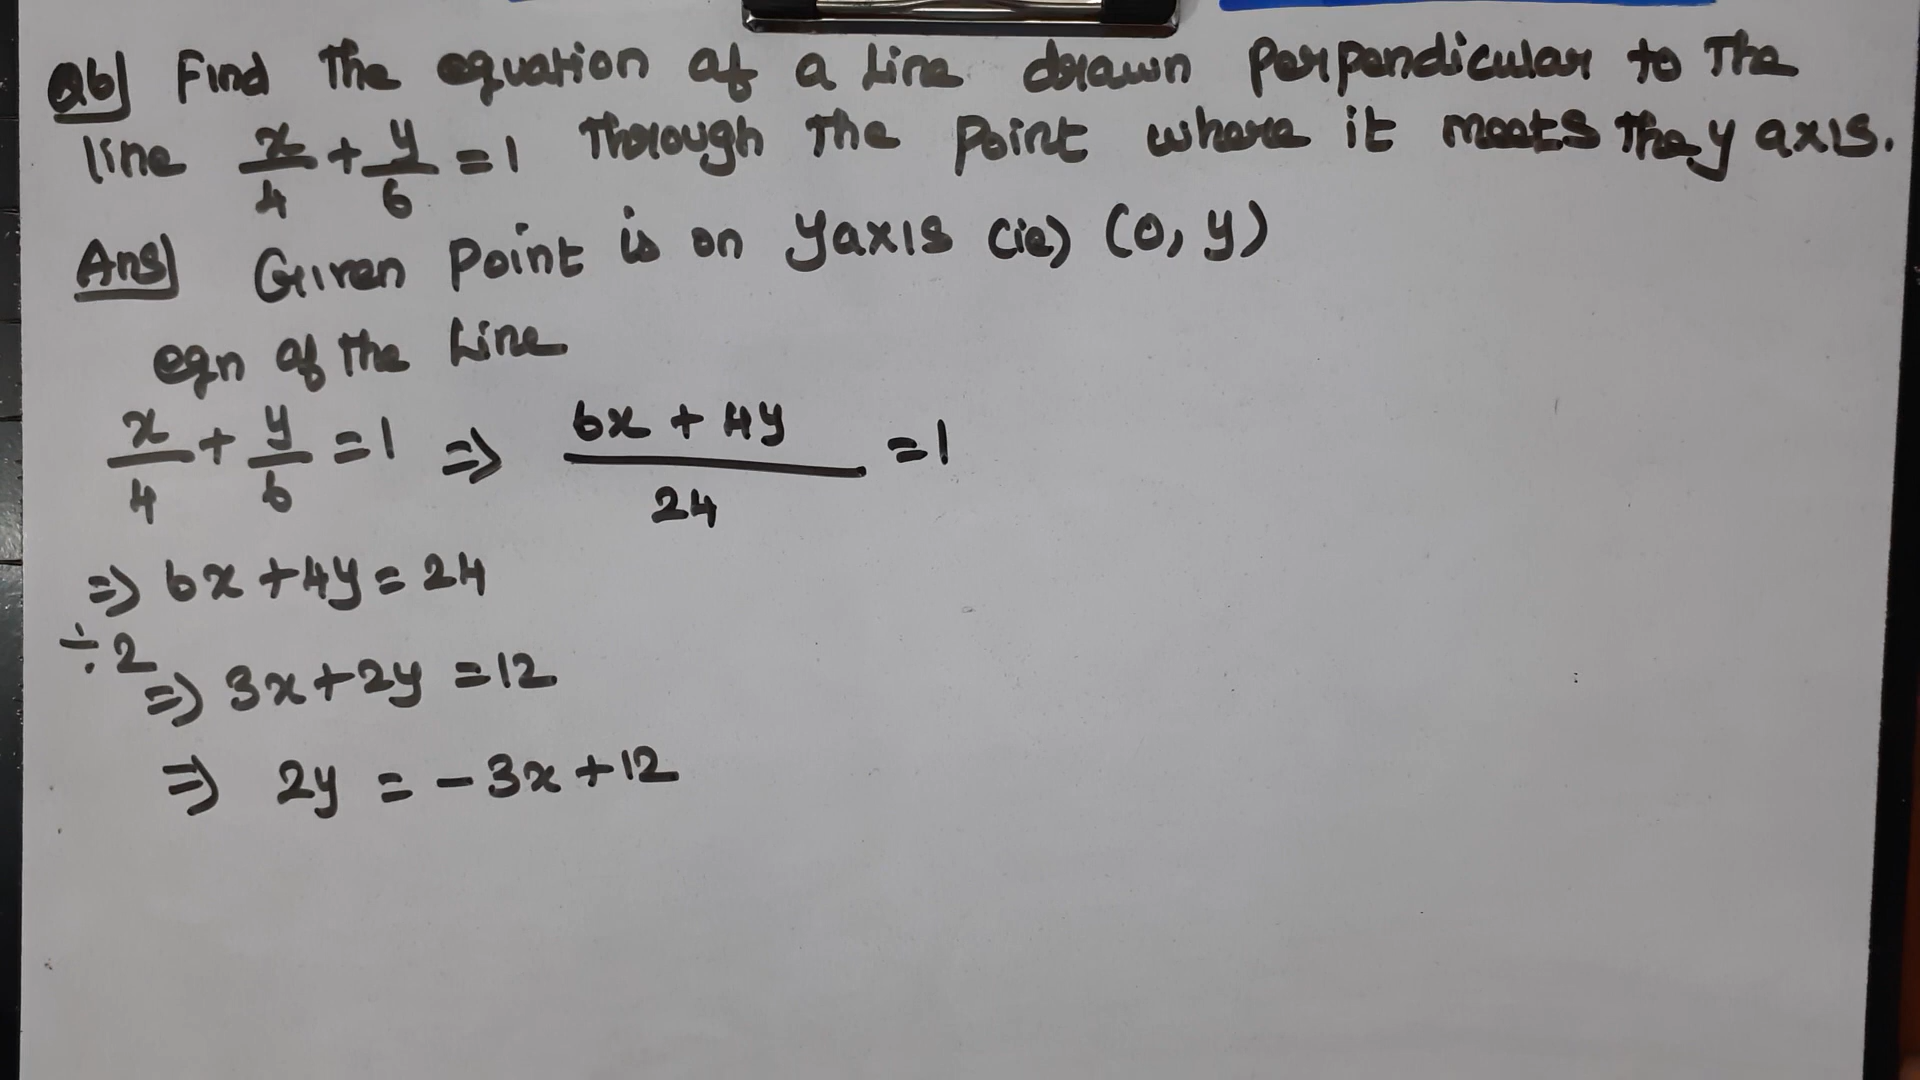 Q6) Find the equation of a line drawn perpendicular to the
line x/4 + y/6 = 1 through the point where it meets the y axis.
Ans) Given point is on y axis (ie) (0, y)
eqn of the line
x/4 + y/6 = 1 => (6x + 4y)/24 = 1
=> 6x + 4y = 24
÷2 => 3x + 2y = 12
=> 2y = -3x + 12